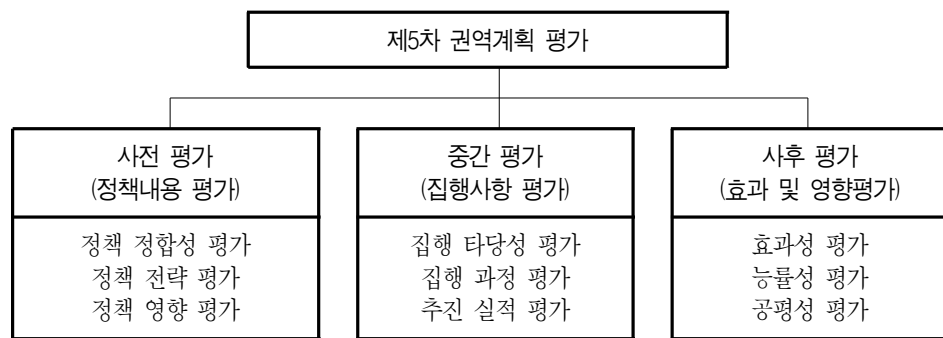 제5차 권역계획 평가
사전 평가
(정책내용 평가)
정책 정합성 평가
정책 전략 평가
정책 영향 평가
중간 평가
(집행사항 평가)
집행 타당성 평가
집행 과정 평가
추진 실적 평가
사후 평가
(효과 및 영향평가)
효과성 평가
능률성 평가
공평성 평가